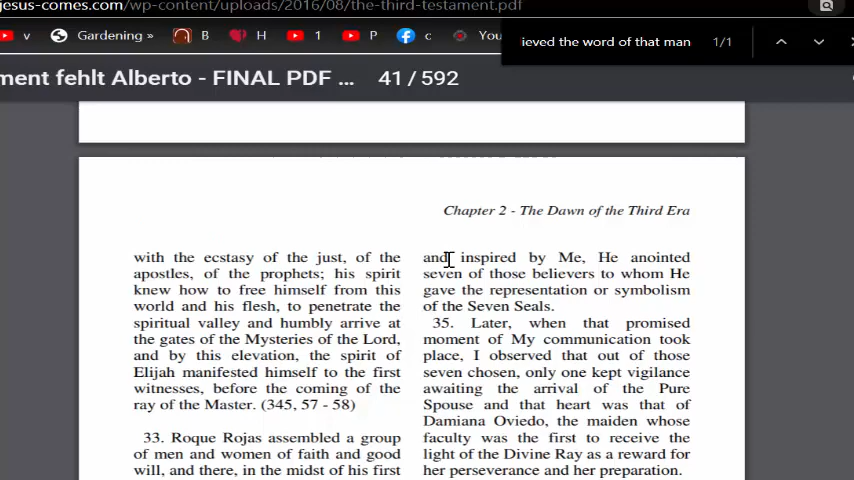 jesus-comes.com/wp-content/uploads/2016/08/the-third-testament.pdf
v Gardening » B H 1 P c You
ieved the word of that man 1/1
ment fehlt Alberto - FINAL PDF ... 41 / 592
Chapter 2 - The Dawn of the Third Era
with the ecstasy of the just, of the
apostles, of the prophets; his spirit
knew how to free himself from this
world and his flesh, to penetrate the
spiritual valley and humbly arrive at
the gates of the Mysteries of the Lord,
and by this elevation, the spirit of
Elijah manifested himself to the first
witnesses, before the coming of the
ray of the Master. (345, 57 - 58)
33. Roque Rojas assembled a group
of men and women of faith and good
will, and there, in the midst of his first
and inspired by Me, He anointed
seven of those believers to whom He
gave the representation or symbolism
of the Seven Seals.
35. Later, when that promised
moment of My communication took
place, I observed that out of those
seven chosen, only one kept vigilance
awaiting the arrival of the Pure
Spouse and that heart was that of
Damiana Oviedo, the maiden whose
faculty was the first to receive the
light of the Divine Ray as a reward for
her perseverance and her preparation.